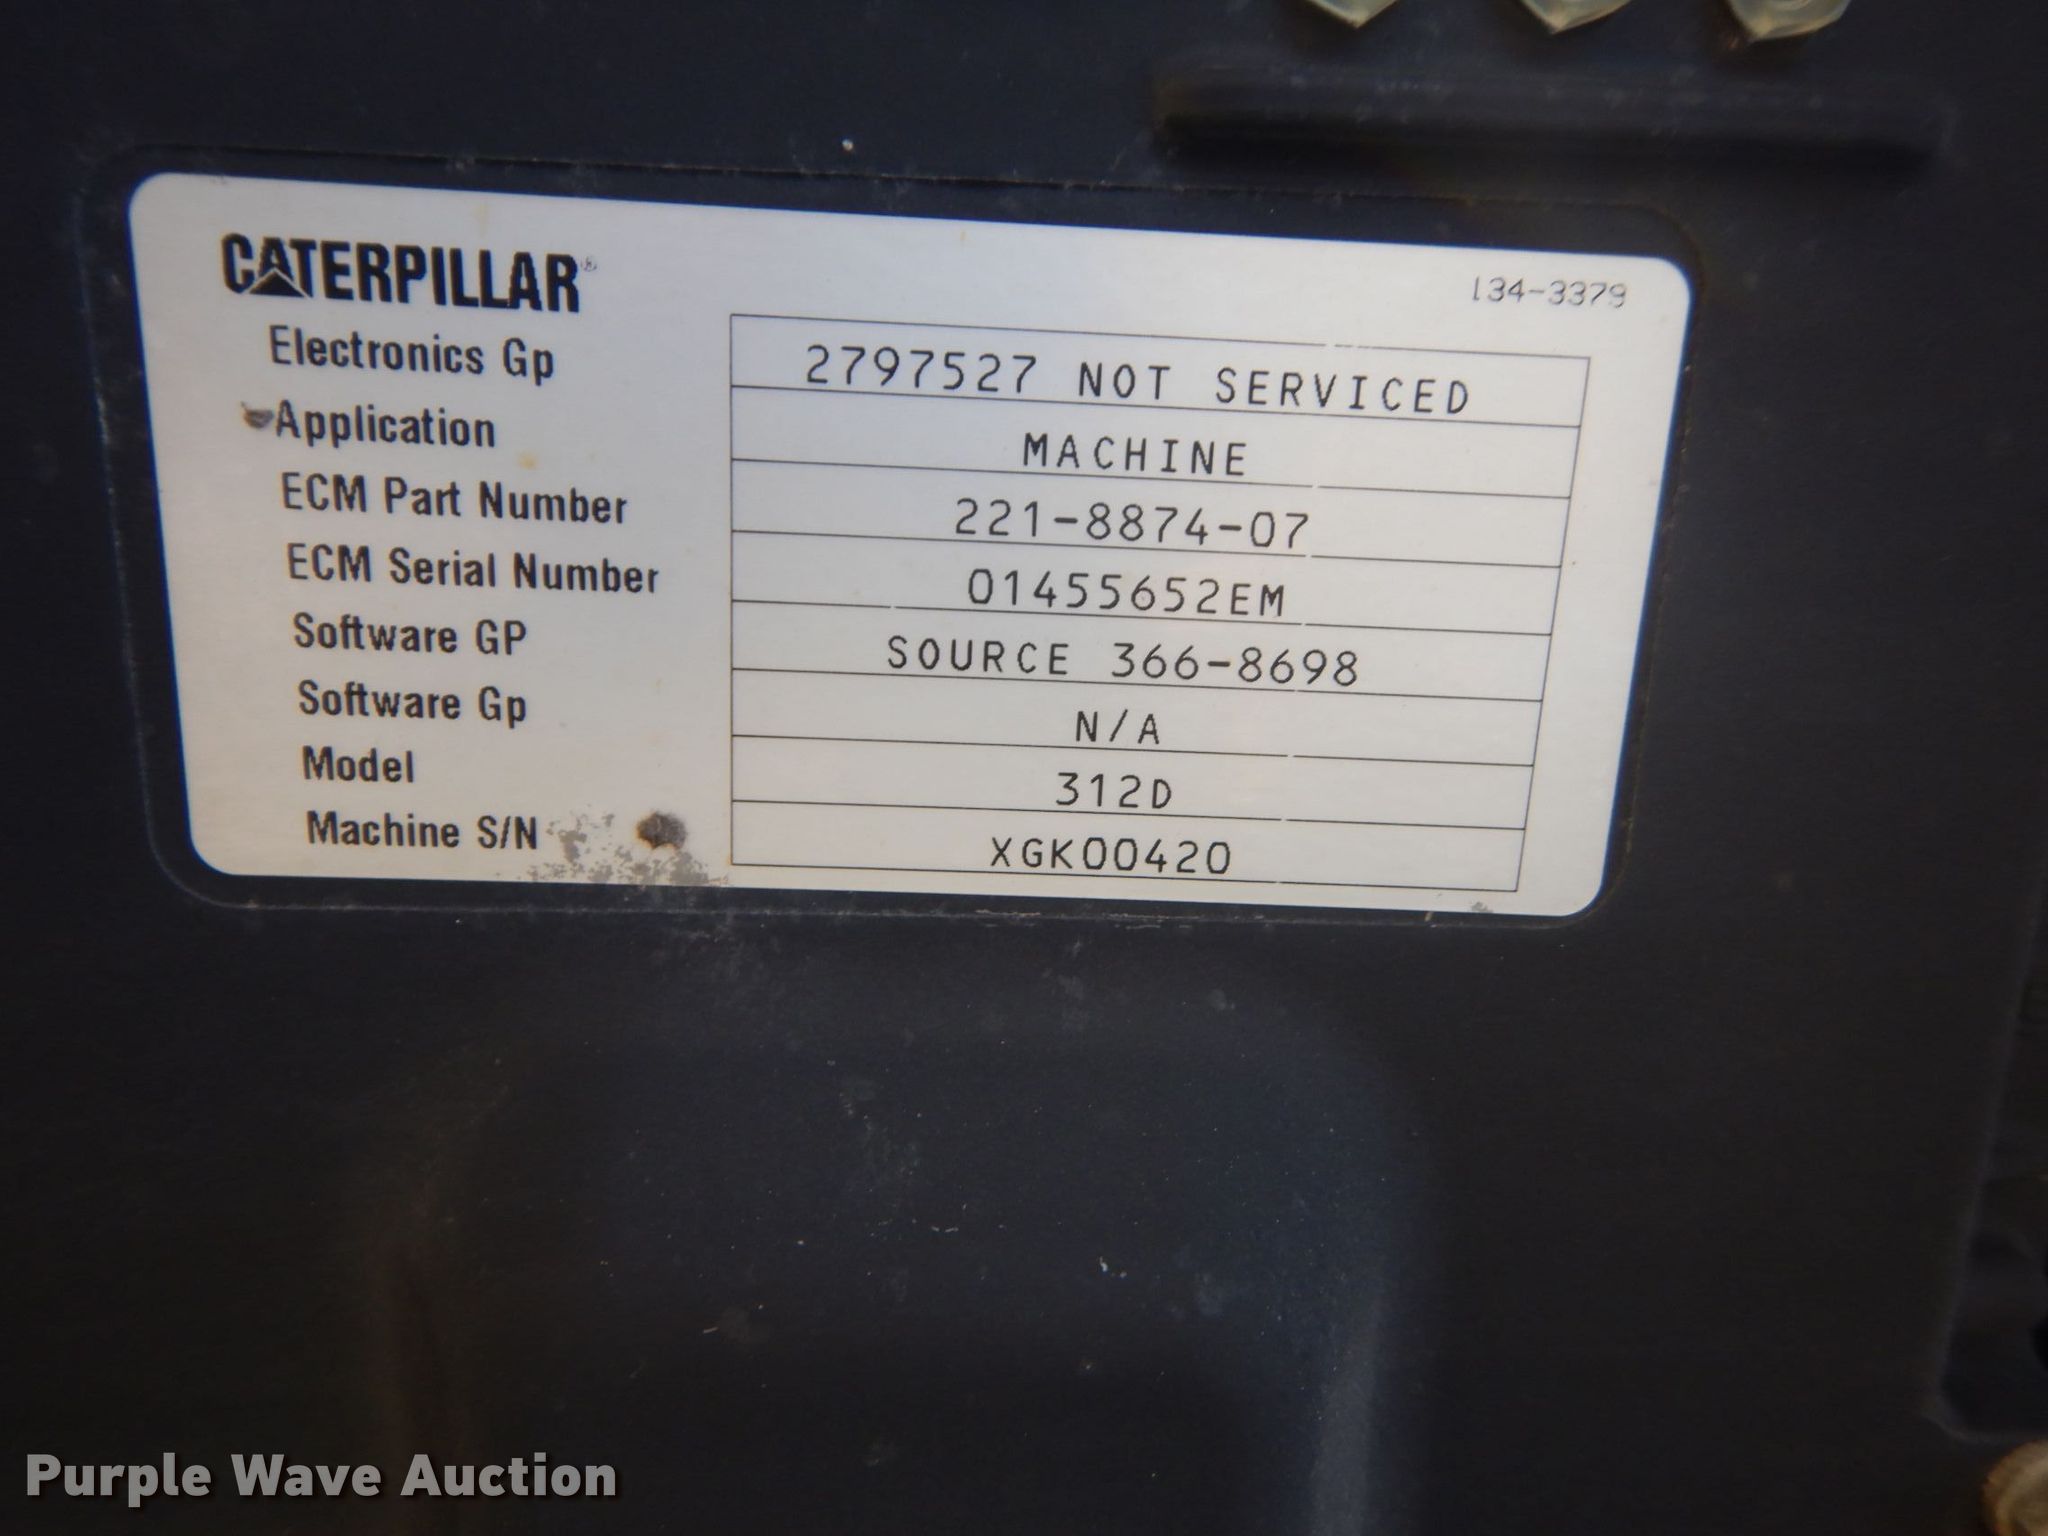 CATERPILLAR®
134-3379
Electronics Gp 2797527 NOT SERVICED
Application MACHINE
ECM Part Number 221-8874-07
ECM Serial Number 01455652EM
Software GP SOURCE 366-8698
Software Gp N/A
Model 312D
Machine S/N XGK00420
Purple Wave Auction